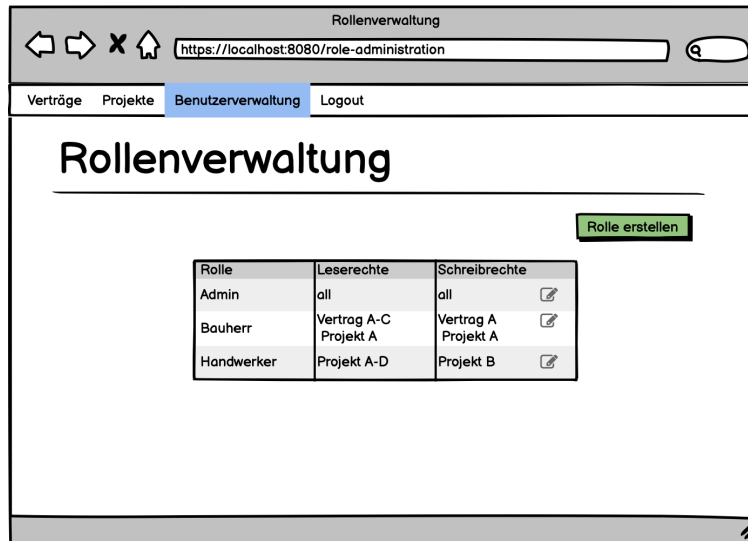 Rollenverwaltung
https://localhost:8080/role-administration
Verträge Projekte Benutzerverwaltung Logout
Rollenverwaltung
Rolle erstellen
Rolle Leserechte Schreibrechte
Admin all all
Bauherr Vertrag A-C Vertrag A
Projekt A Projekt A
Handwerker Projekt A-D Projekt B